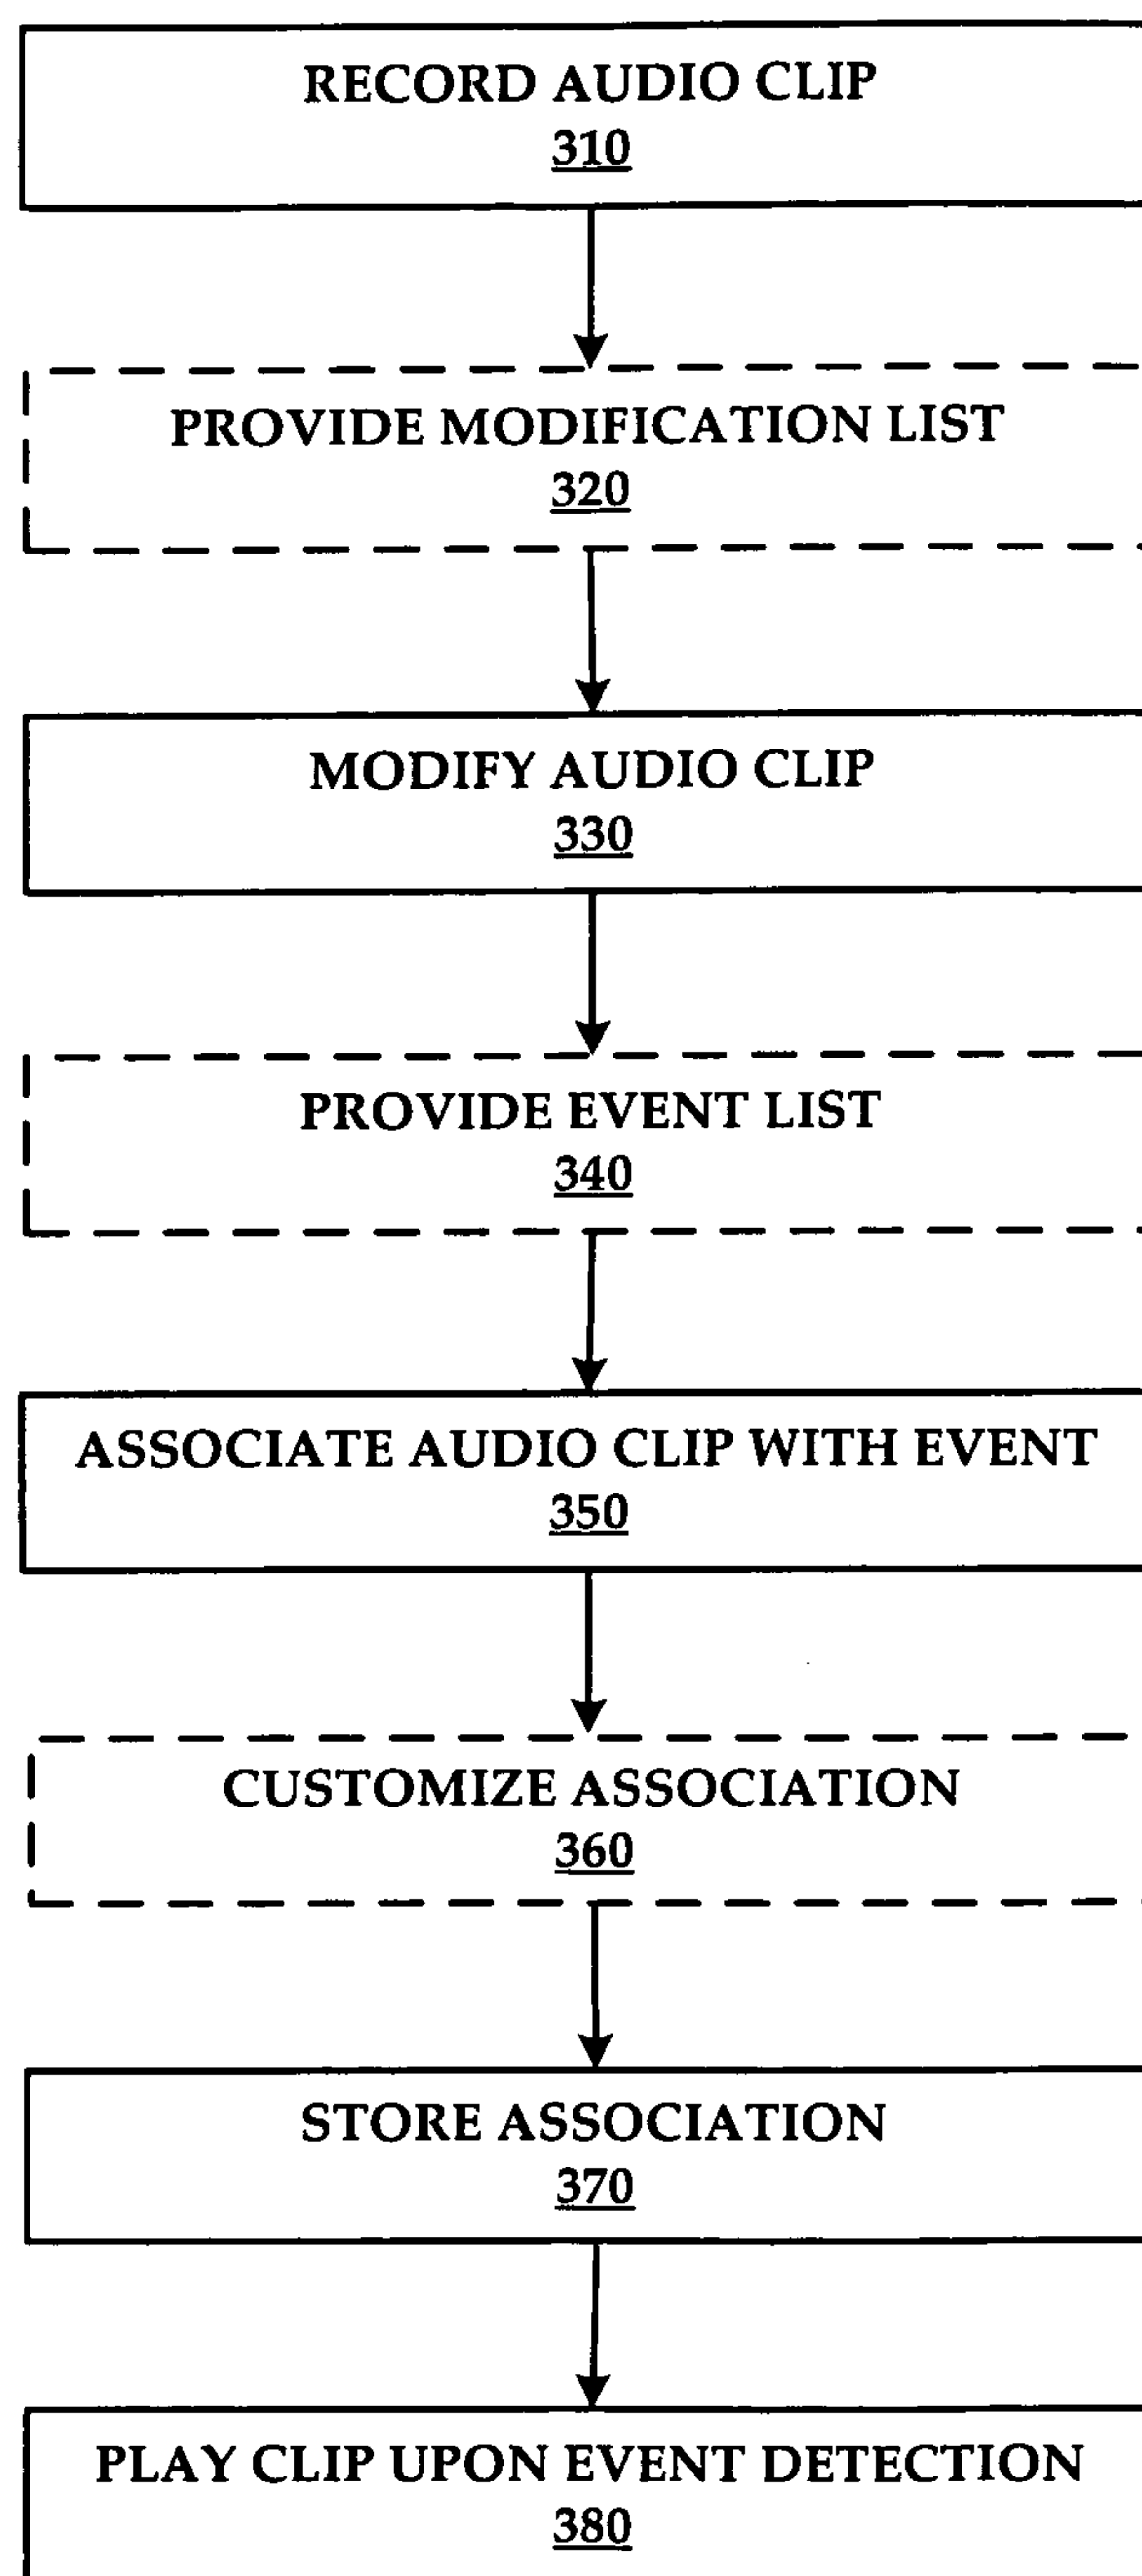 RECORD AUDIO CLIP
310
PROVIDE MODIFICATION LIST
320
MODIFY AUDIO CLIP
330
PROVIDE EVENT LIST
340
ASSOCIATE AUDIO CLIP WITH EVENT
350
CUSTOMIZE ASSOCIATION
360
STORE ASSOCIATION
370
PLAY CLIP UPON EVENT DETECTION
380